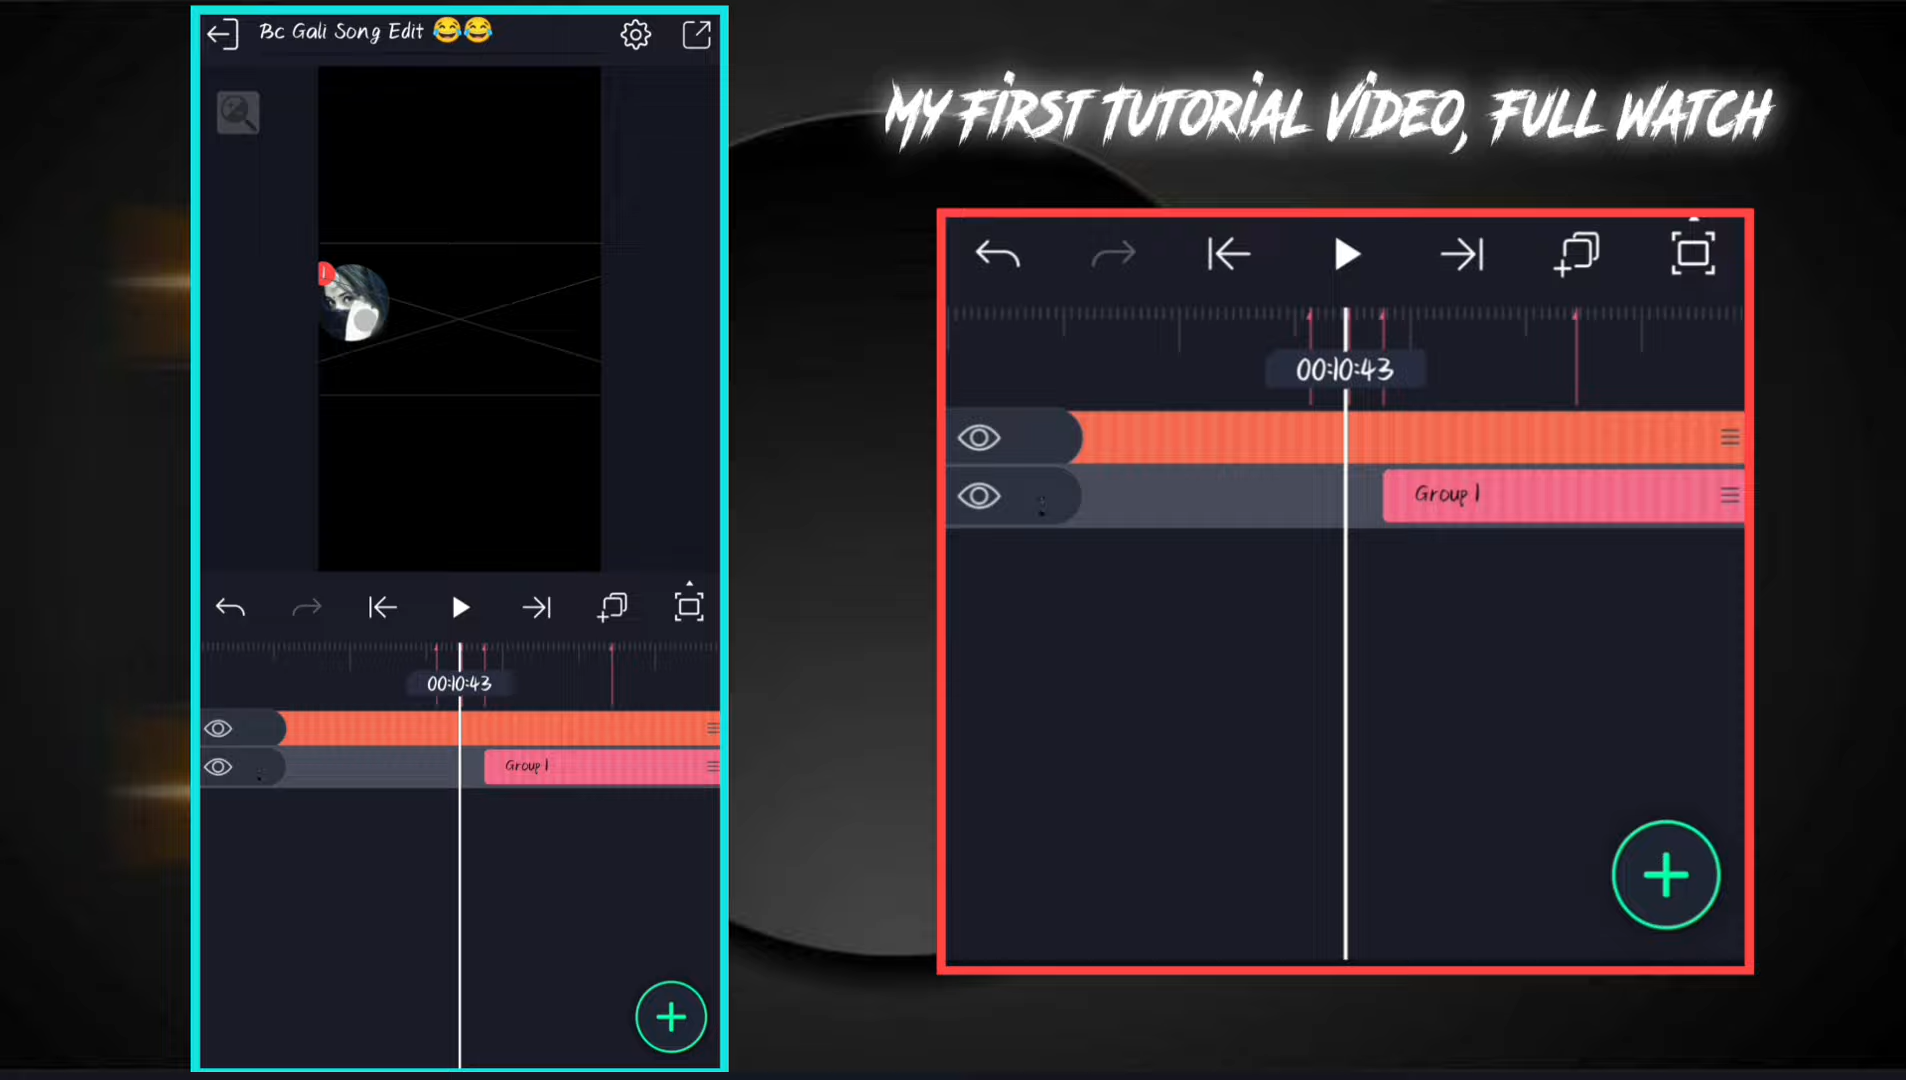 Bc Gali Song Edit 😂😂
MY FIRST TUTORIAL VIDEO, FULL WATCH
00:10:43
Group 1
00:10:43
Group 1